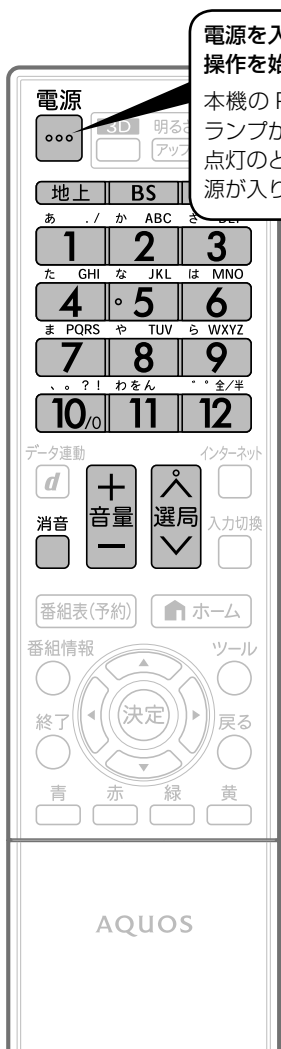 電源を入
操作を始
本機の
ランプが
点灯のと
源が入り
電源
3D 明るさ
アップ
地上 BS
あ ./ か ABC さ DEF
1 2 3
た GHI な JKL は MNO
4 5 6
ま PQRS や TUV ら WXYZ
7 8 9
、。?! わをん ゛゜全/半
10/0 11 12
データ連動 インターネット
d + ︿
消音 音量 選局 入力切換
番組表(予約) ホーム
番組情報 ツール
決定
終了 戻る
青 赤 緑 黄
AQUOS